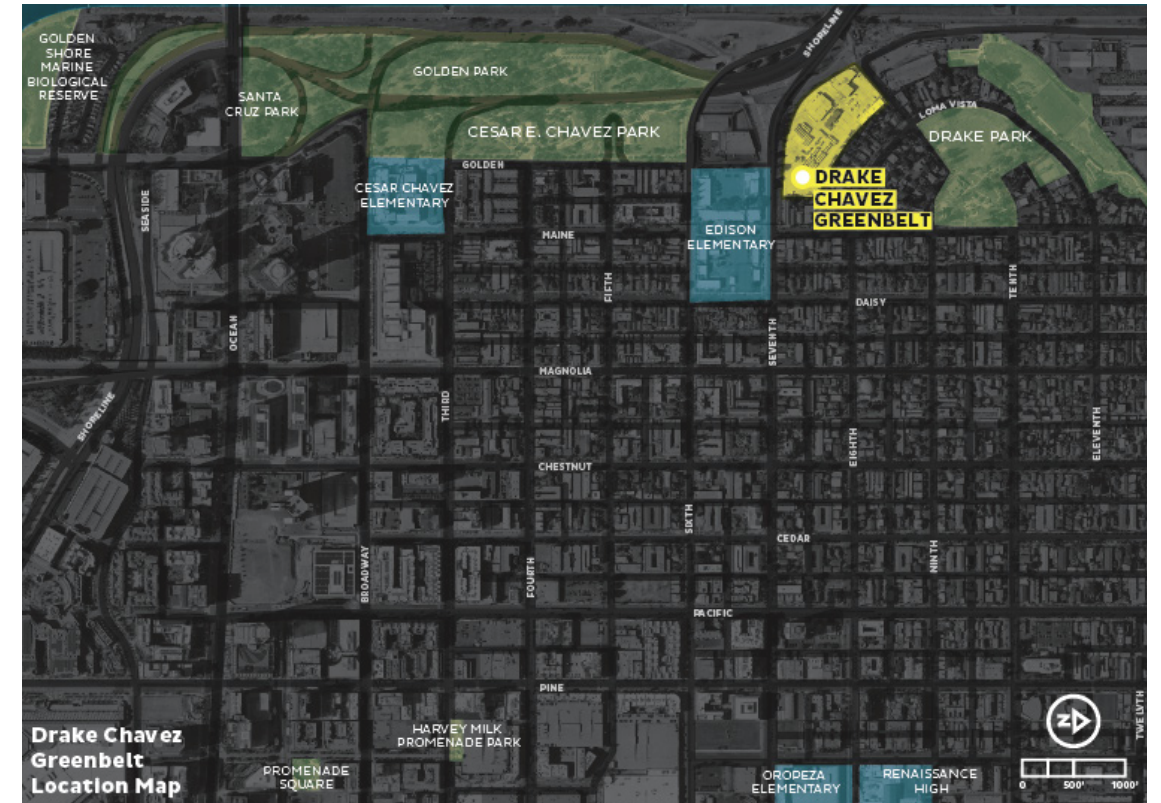 GOLDEN
SHORE
MARINE
BIOLOGICAL
RESERVE
SANTA
CRUZ PARK
GOLDEN PARK
CESAR E. CHAVEZ PARK
SHORELINE
LOMA VISTA
DRAKE PARK
DRAKE
CHAVEZ
GREENBELT
GOLDEN
CESAR CHAVEZ
ELEMENTARY
EDISON
ELEMENTARY
SEASIDE
MAINE
FIFTH
TENTH
DAISY
OCEAN
SEVENTH
MAGNOLIA
THIRD
SHORELINE
EIGHTH
ELEVENTH
CHESTNUT
SIXTH
CEDAR
NINTH
BROADWAY
FOURTH
PACIFIC
PINE
TWELVTH
HARVEY MILK
PROMENADE PARK
PROMENADE
SQUARE
OROPEZA
ELEMENTARY
RENAISSANCE
HIGH
Drake Chavez
Greenbelt
Location Map
Z
0 500' 1000'